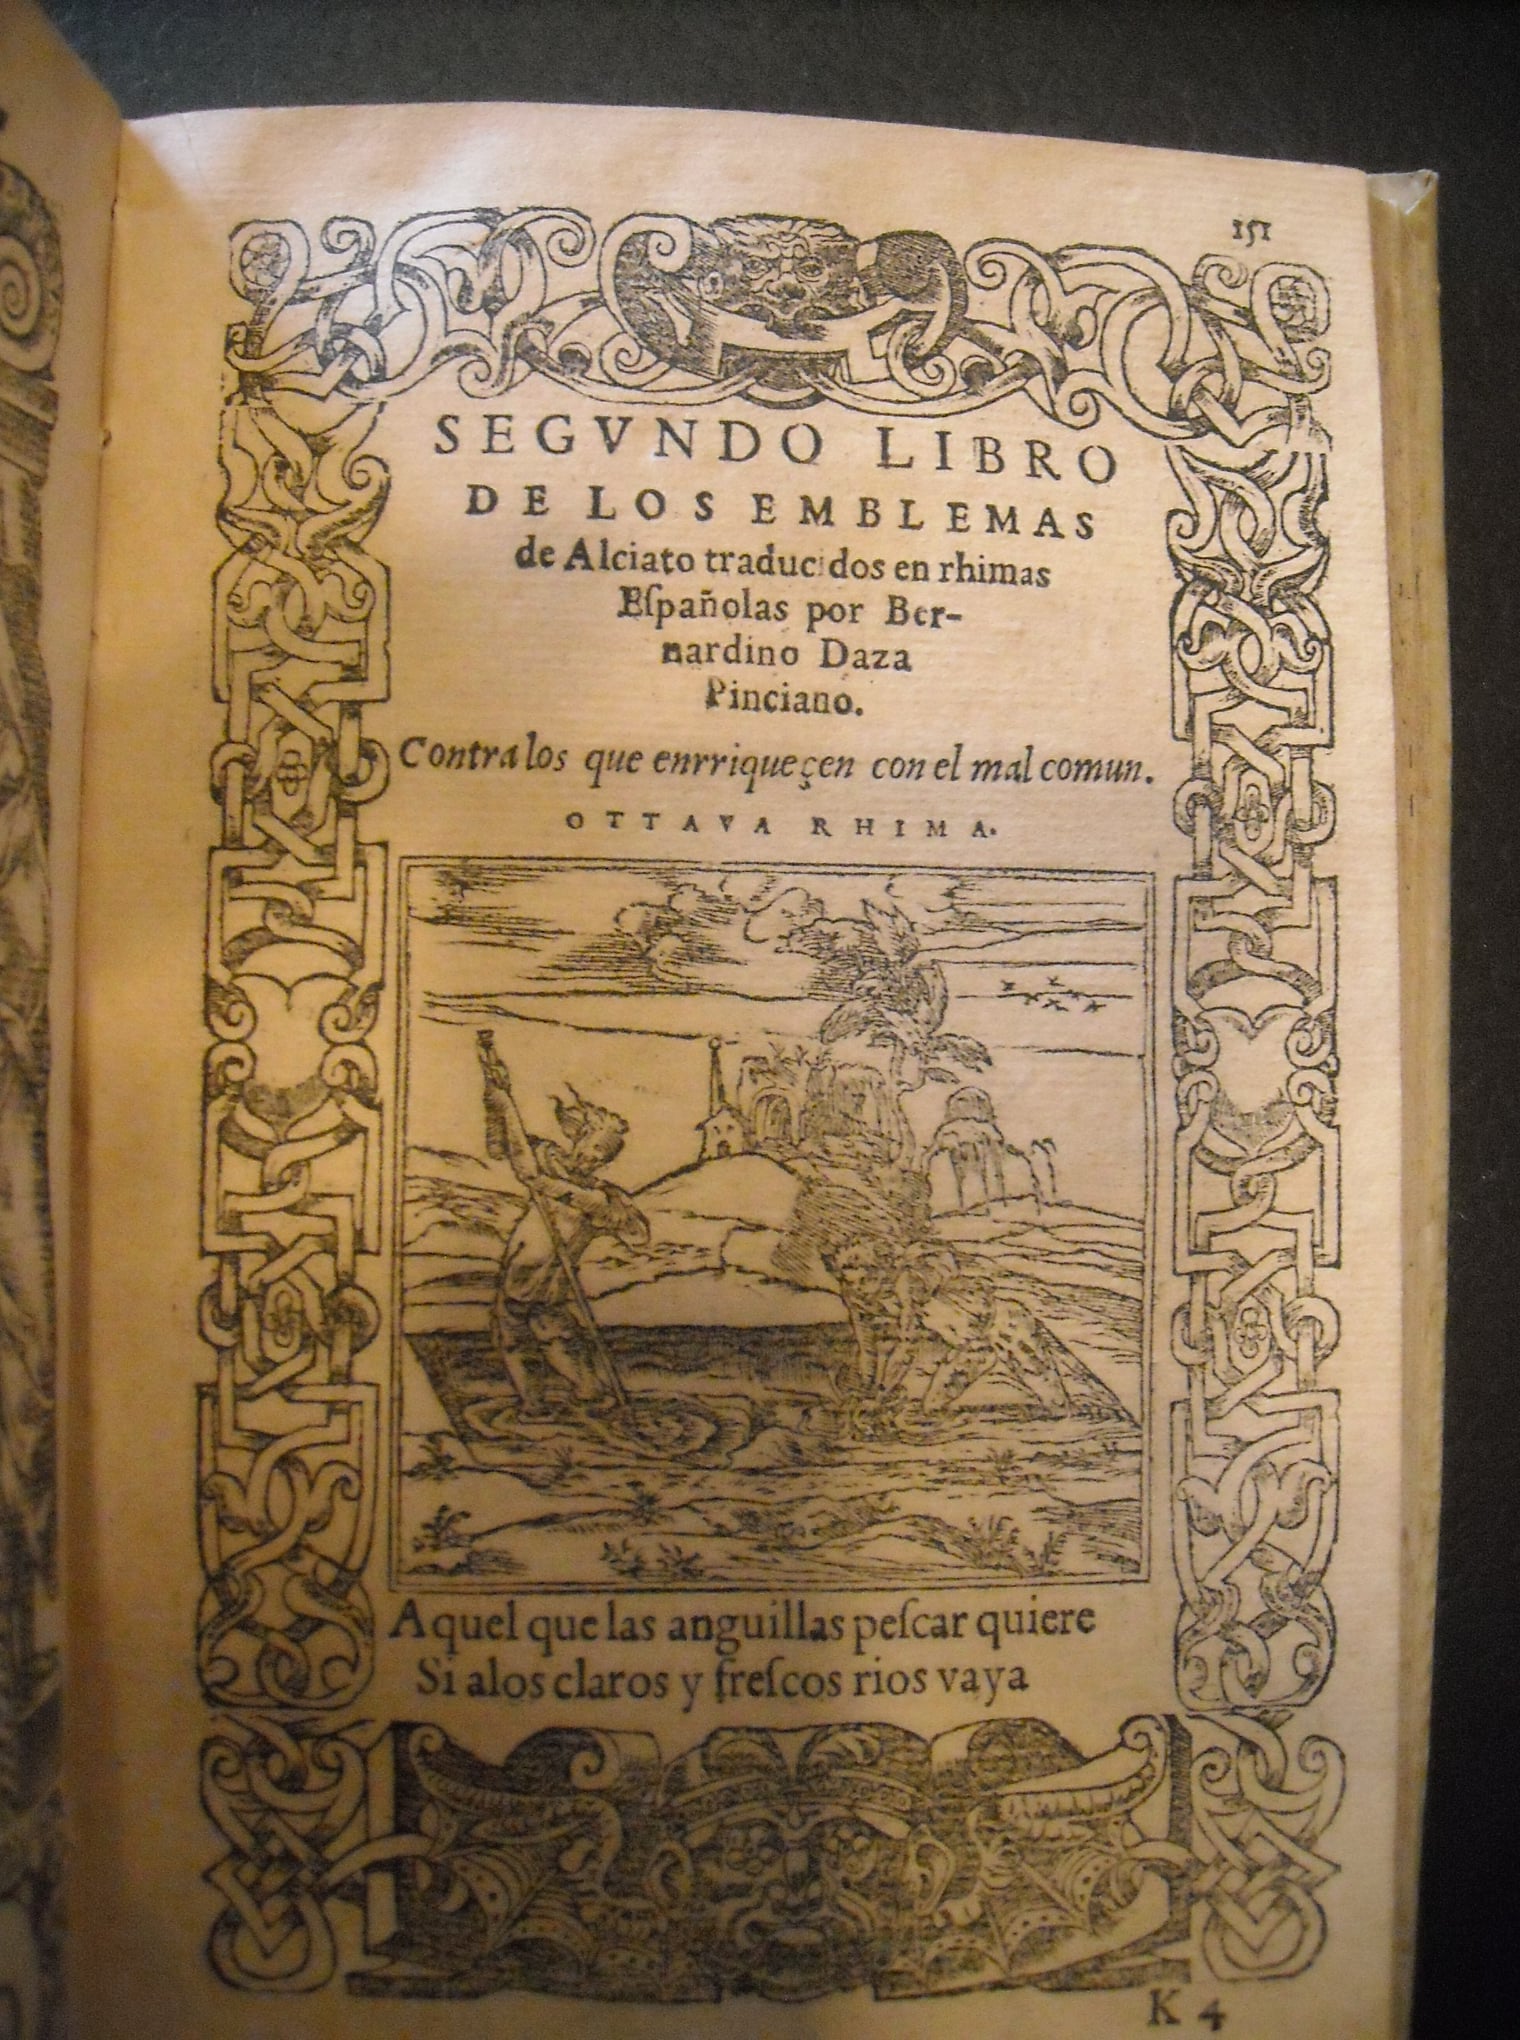 151
SEGVNDO LIBRO
DE LOS EMBLEMAS
de Alciato traducidos en rhimas
Eſpañolas por Ber-
nardino Daza
Pinciano.
Contra los que enrriqueçen con el mal comun.
OTTAVA RHIMA.
Aquel que las anguillas peſcar quiere
Si alos claros y freſcos rios vaya
K 4